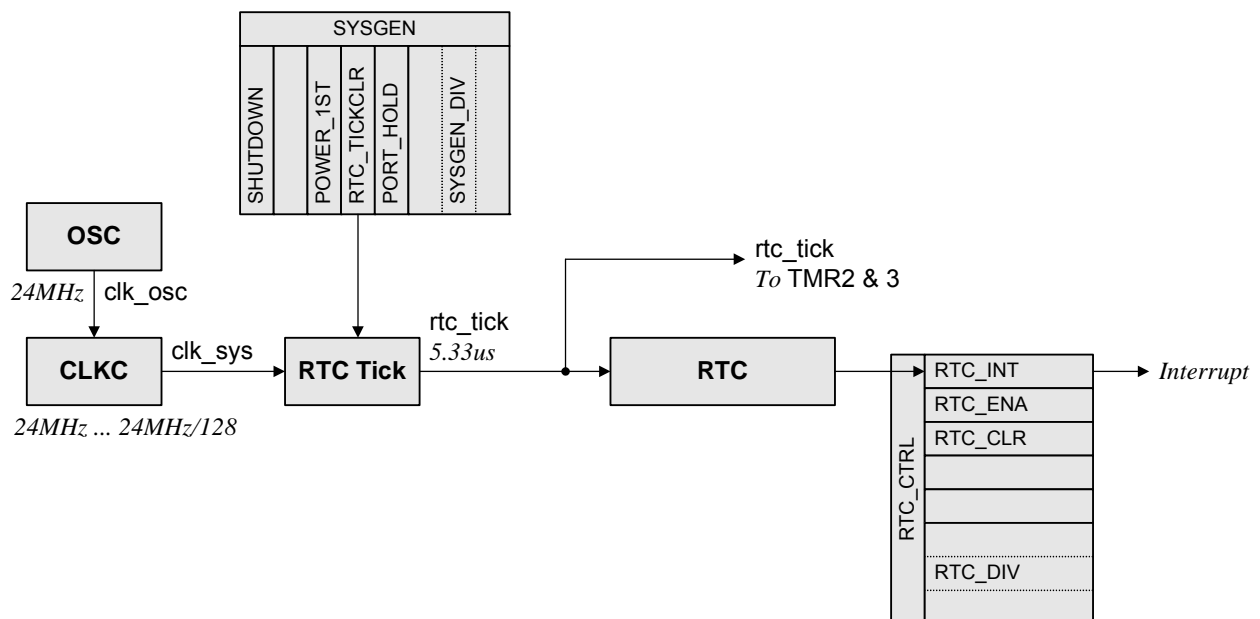 SYSGEN
SHUTDOWN
POWER_1ST
RTC_TICKCLR
PORT_HOLD
SYSGEN_DIV
OSC
24MHz clk_osc
CLKC
24MHz ... 24MHz/128
clk_sys
RTC Tick
rtc_tick
5.33us
rtc_tick
To TMR2 & 3
RTC
RTC_CTRL
RTC_INT
RTC_ENA
RTC_CLR
RTC_DIV
Interrupt